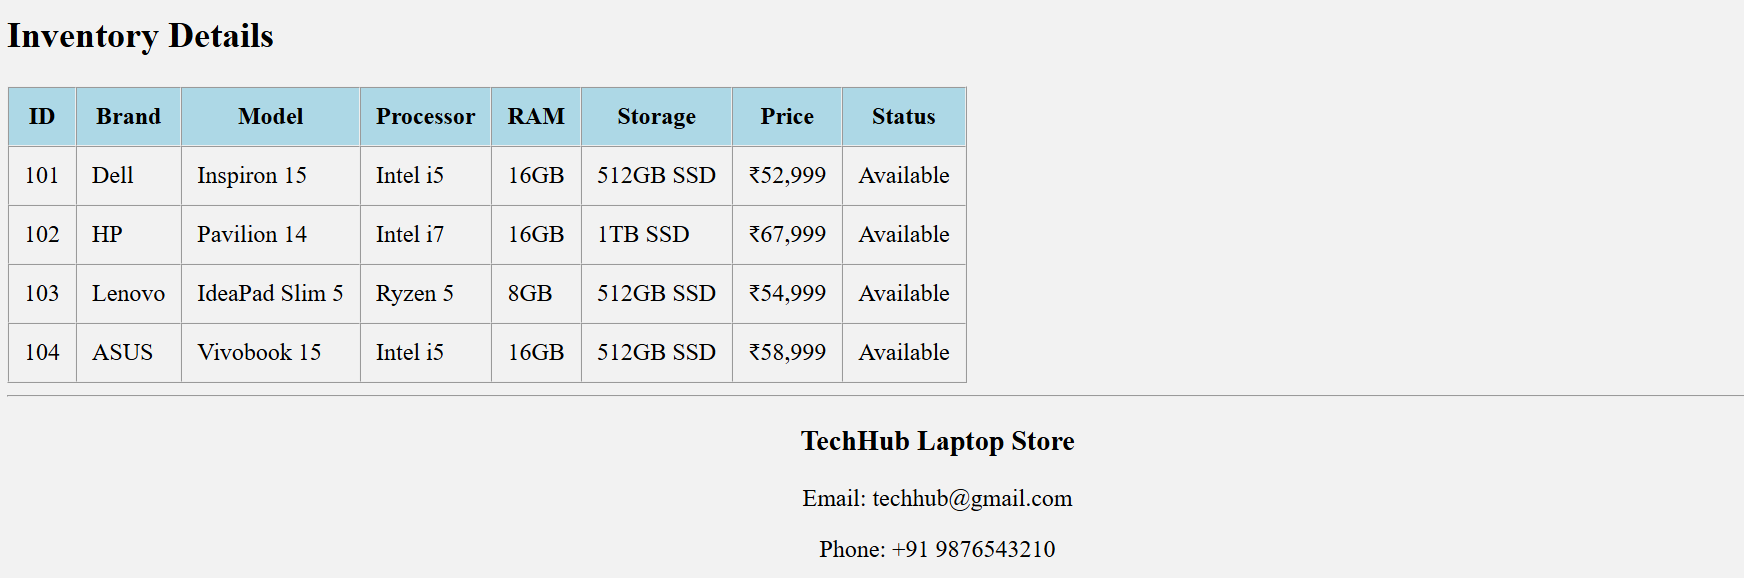 Inventory Details
ID Brand Model Processor RAM Storage Price Status
101 Dell Inspiron 15 Intel i5 16GB 512GB SSD ₹52,999 Available
102 HP Pavilion 14 Intel i7 16GB 1TB SSD ₹67,999 Available
103 Lenovo IdeaPad Slim 5 Ryzen 5 8GB 512GB SSD ₹54,999 Available
104 ASUS Vivobook 15 Intel i5 16GB 512GB SSD ₹58,999 Available
TechHub Laptop Store
Email: techhub@gmail.com
Phone: +91 9876543210